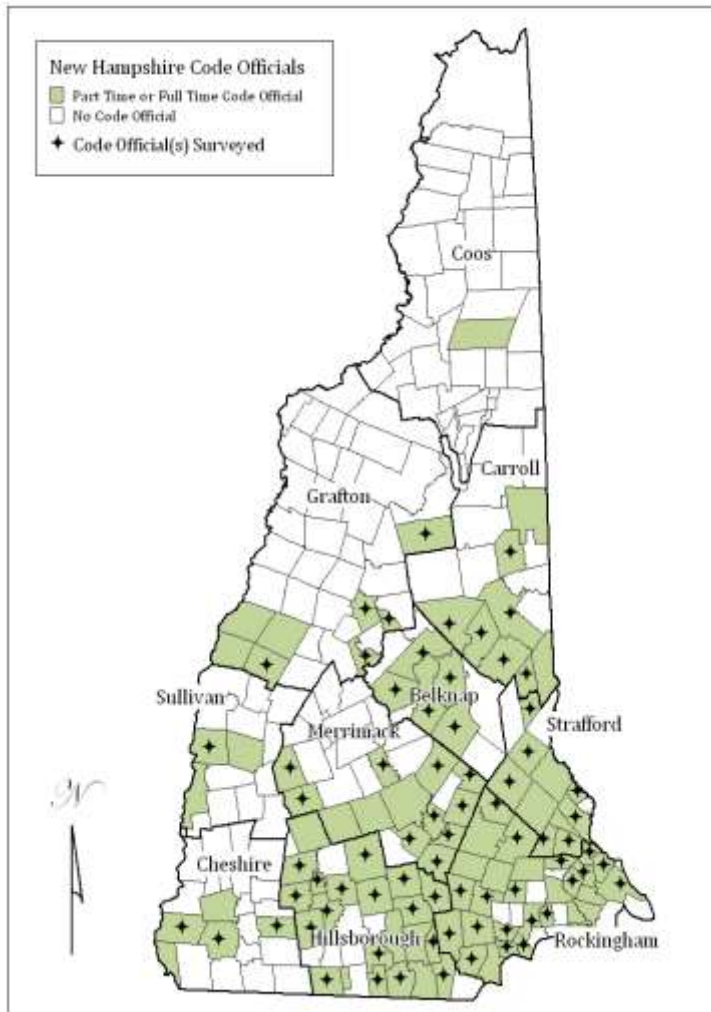 New Hampshire Code Officials
Part Time or Full Time Code Official
No Code Official
Code Official(s) Surveyed
Coos
Carroll
Grafton
Sullivan
Belknap
Merrimack
Strafford
N
Cheshire
Hillsborough
Rockingham